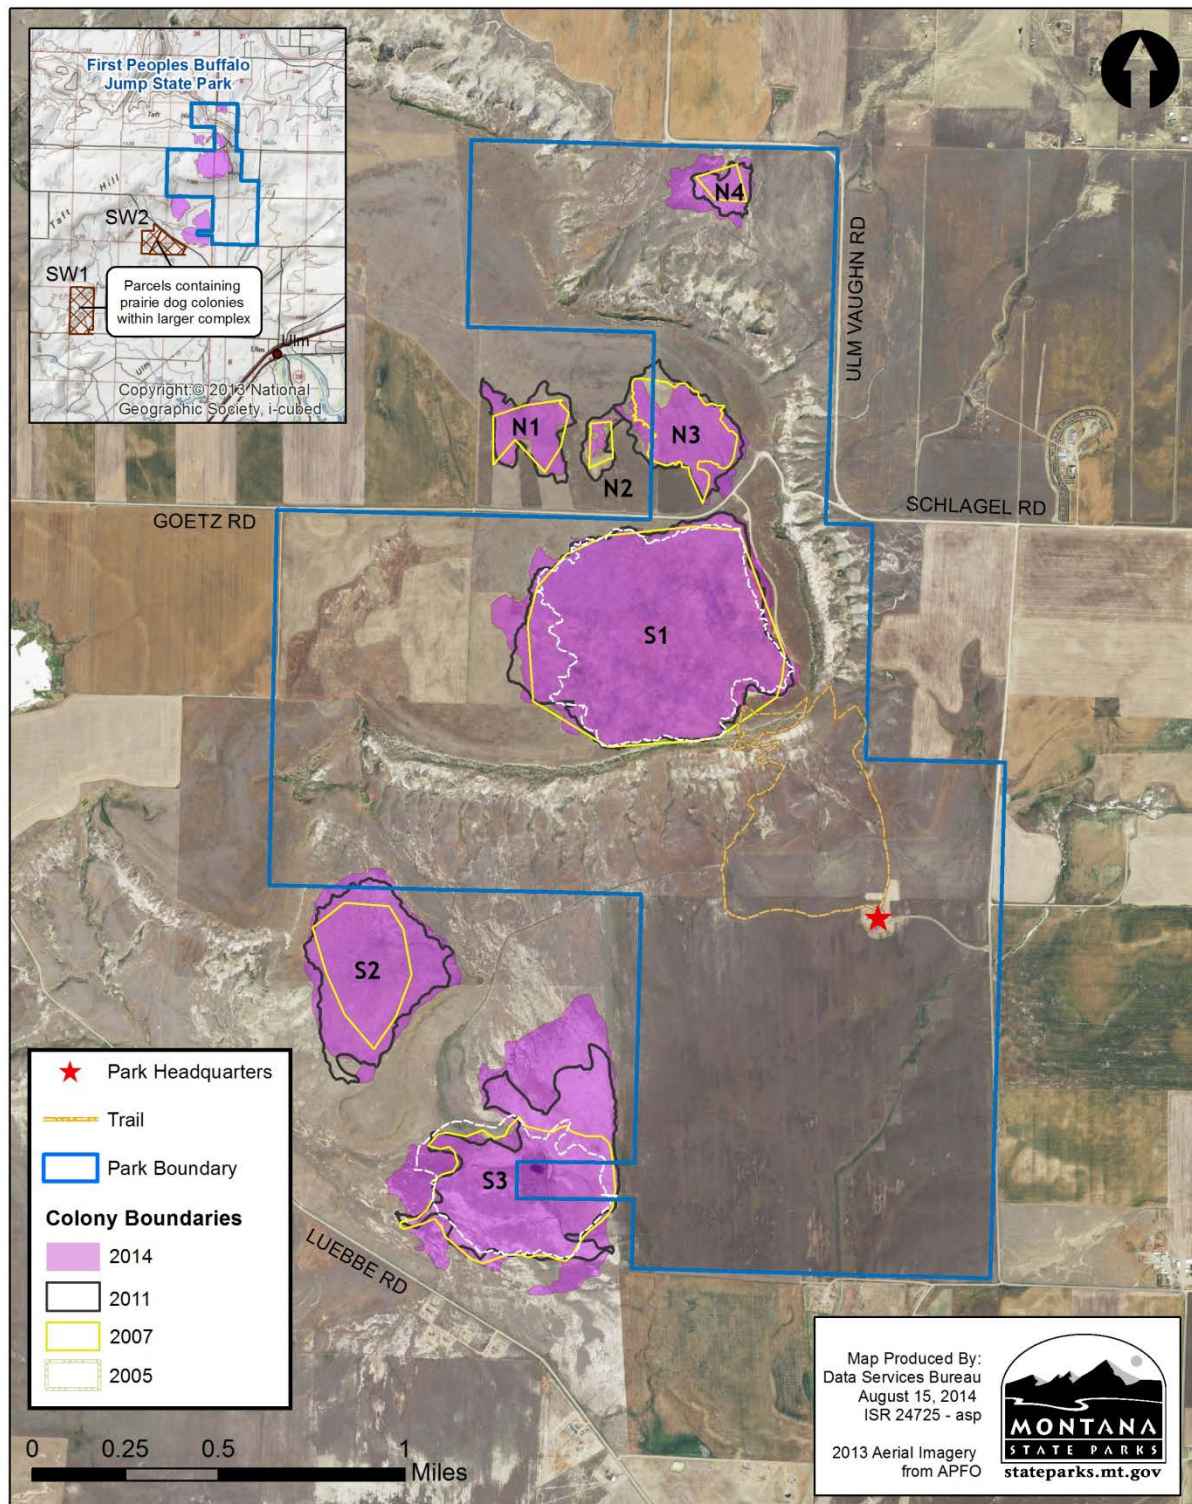 First Peoples Buffalo
Jump State Park
Taft Hill
SW2
SW1
Parcels containing
prairie dog colonies
within larger complex
Ulm
Ulm
Ulm
Copyright:© 2013 National
Geographic Society, i-cubed
N4
ULM VAUGHN RD
N1
N3
N2
GOETZ RD
SCHLAGEL RD
S1
S2
S3
LUEBBE RD
Park Headquarters
Trail
Park Boundary
Colony Boundaries
2014
2011
2007
2005
0 0.25 0.5 1
Miles
Map Produced By:
Data Services Bureau
August 15, 2014
ISR 24725 - asp
2013 Aerial Imagery
from APFO
MONTANA
STATE PARKS
stateparks.mt.gov